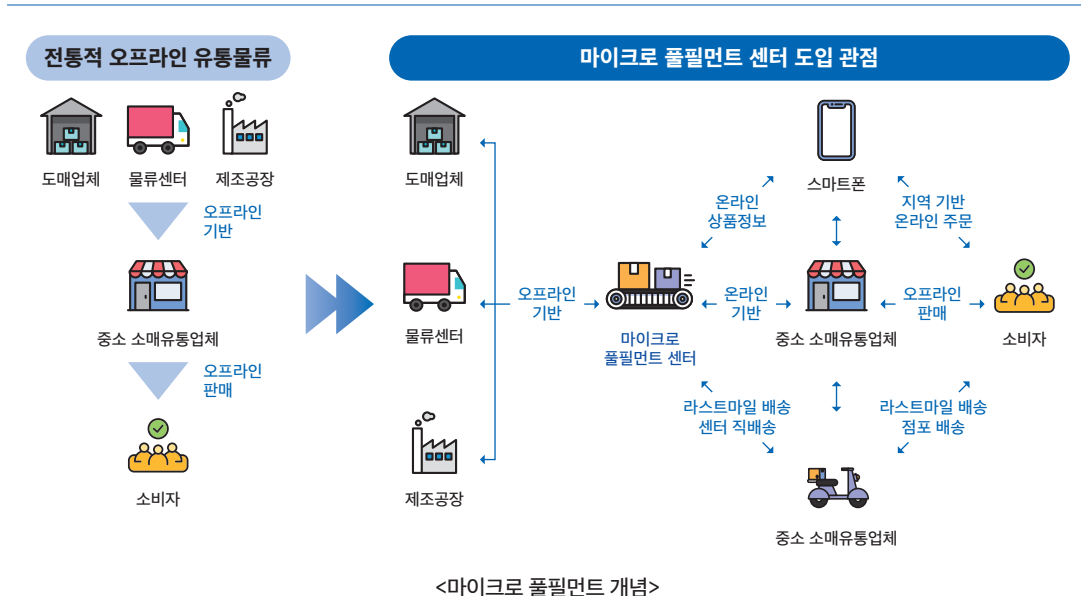 전통적 오프라인 유통물류
도매업체
물류센터
제조공장
오프라인
기반
중소 소매유통업체
오프라인
판매
소비자
마이크로 풀필먼트 센터 도입 관점
도매업체
물류센터
제조공장
오프라인
기반
마이크로
풀필먼트 센터
온라인
상품정보
스마트폰
지역 기반
온라인 주문
온라인
기반
중소 소매유통업체
오프라인
판매
소비자
라스트마일 배송
센터 직배송
라스트마일 배송
점포 배송
중소 소매유통업체
<마이크로 풀필먼트 개념>